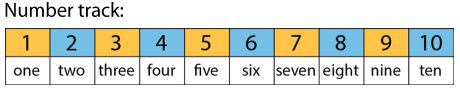 Number track:
1 2 3 4 5 6 7 8 9 10
one two three four five six seven eight nine ten